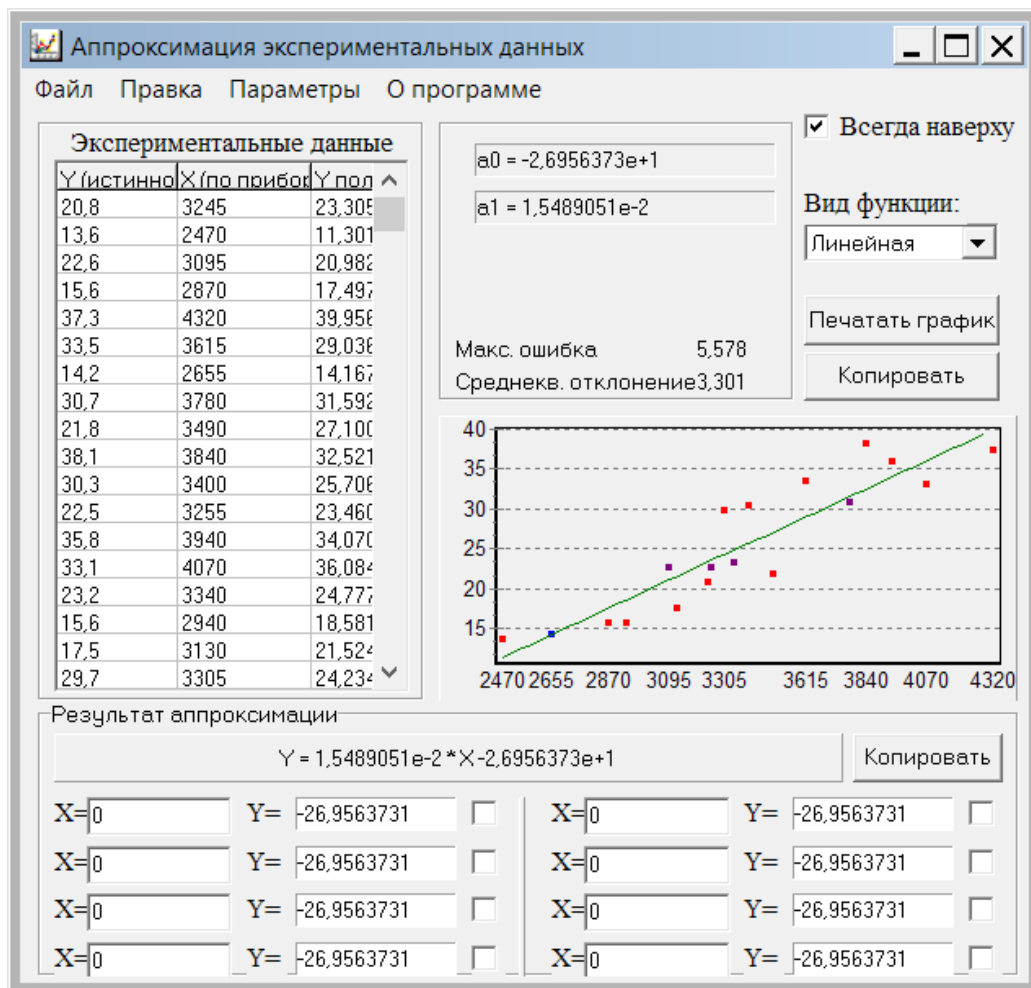 Аппроксимация экспериментальных данных
Файл Правка Параметры О программе
Экспериментальные данные
Y (истинно X (по прибор Y пол
20,8 3245 23,305
13,6 2470 11,301
22,6 3095 20,982
15,6 2870 17,497
37,3 4320 39,956
33,5 3615 29,036
14,2 2655 14,167
30,7 3780 31,592
21,8 3490 27,100
38,1 3840 32,521
30,3 3400 25,706
22,5 3255 23,460
35,8 3940 34,070
33,1 4070 36,084
23,2 3340 24,777
15,6 2940 18,581
17,5 3130 21,524
29,7 3305 24,234
a0 = -2,6956373e+1
a1 = 1,5489051e-2
Макс. ошибка 5,578
Среднекв. отклонение3,301
Всегда наверху
Вид функции:
Линейная
Печатать график
Копировать
40
35
30
25
20
15
2470 2655 2870 3095 3305 3615 3840 4070 4320
Результат аппроксимации
Y = 1,5489051e-2 * X -2,6956373e+1
Копировать
X= 0 Y= -26,9563731 X= 0 Y= -26,9563731
X= 0 Y= -26,9563731 X= 0 Y= -26,9563731
X= 0 Y= -26,9563731 X= 0 Y= -26,9563731
X= 0 Y= -26,9563731 X= 0 Y= -26,9563731